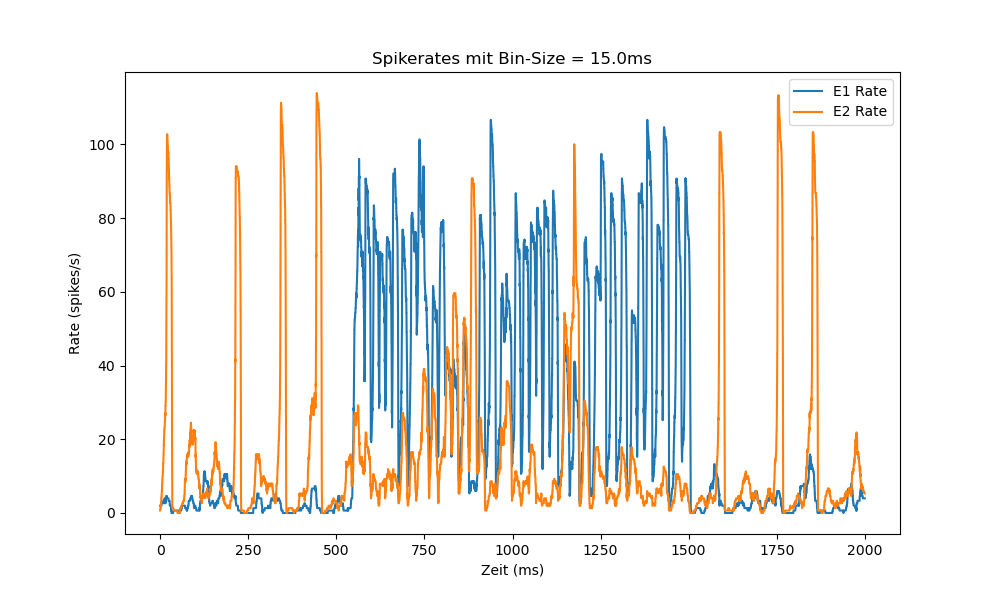 Spikerates mit Bin-Size = 15.0ms
E1 Rate
E2 Rate
Rate (spikes/s)
100
80
60
40
20
0
0 250 500 750 1000 1250 1500 1750 2000
Zeit (ms)